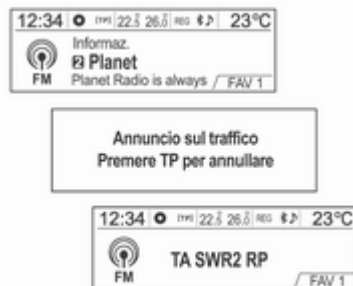 12:34 [TP] 22.5 26.0 REG 23°C
Informaz.
2 Planet
FM Planet Radio is always FAV 1
Annuncio sul traffico
Premere TP per annullare
12:34 [TP] 22.5 26.0 REG 23°C
TA SWR2 RP
FM FAV 1